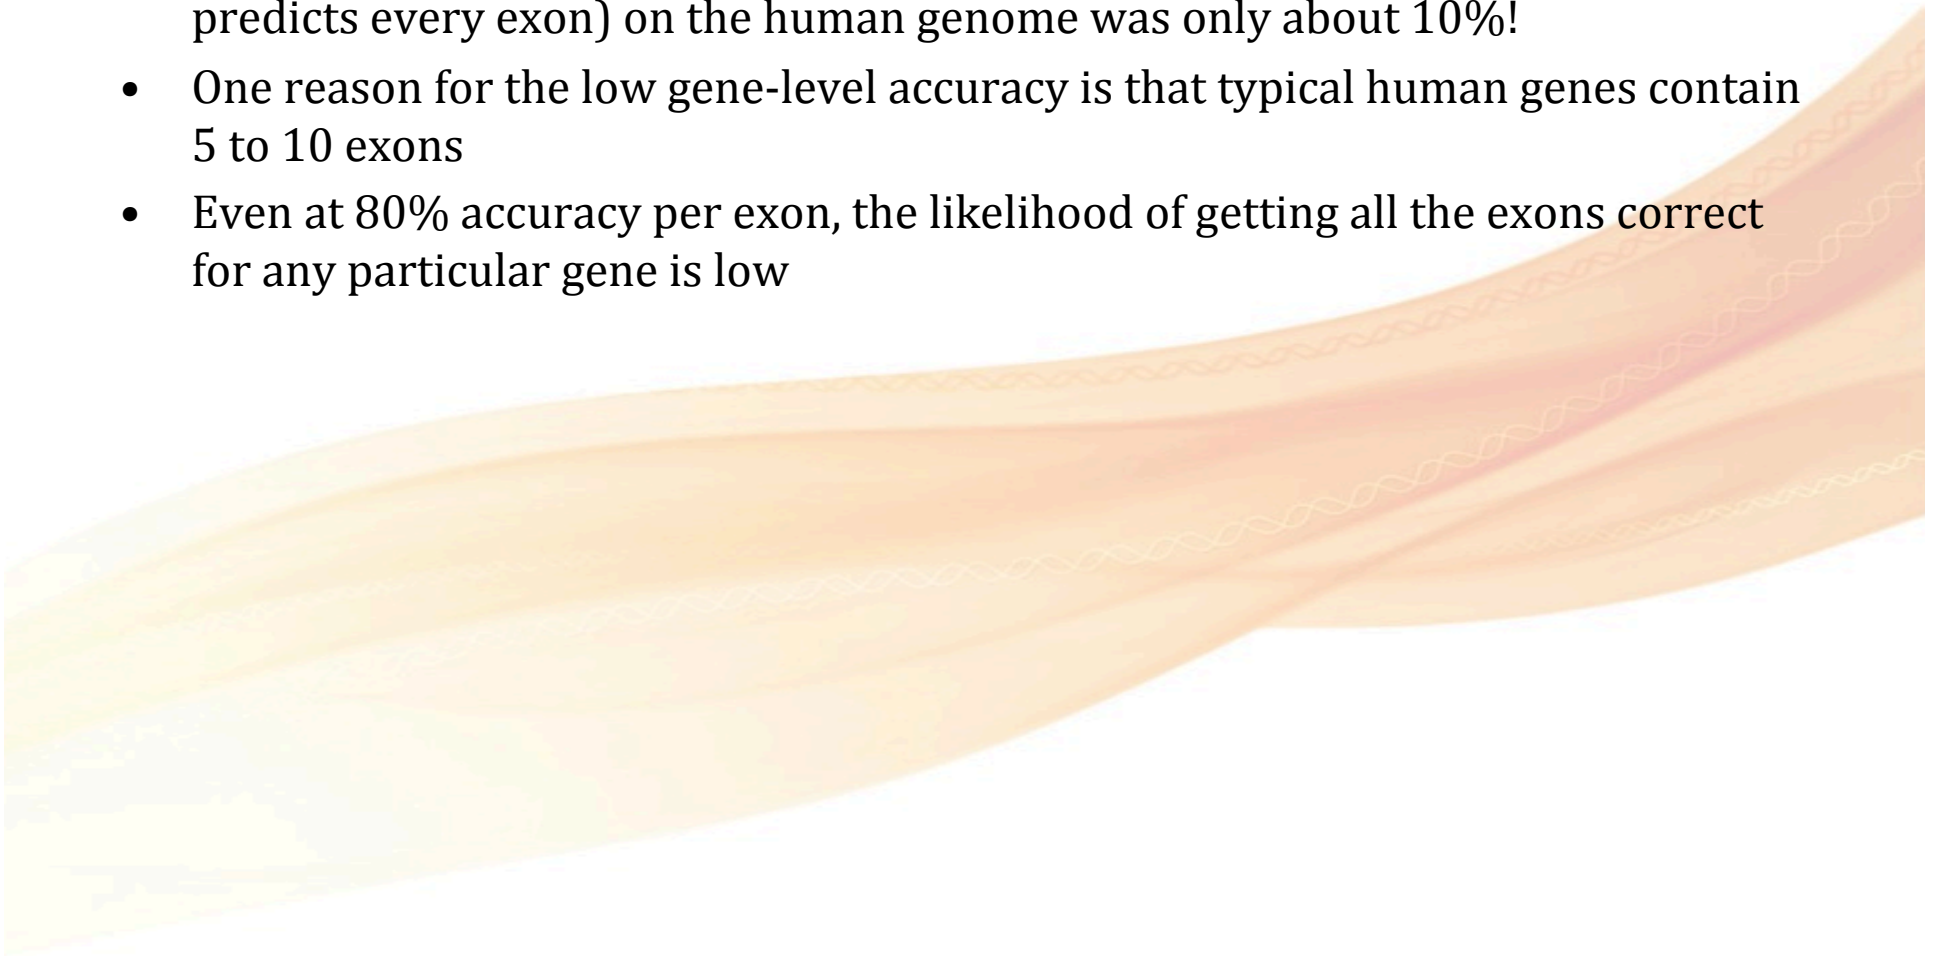 predicts every exon) on the human genome was only about 10%!
• One reason for the low gene-level accuracy is that typical human genes contain
5 to 10 exons
• Even at 80% accuracy per exon, the likelihood of getting all the exons correct
for any particular gene is low